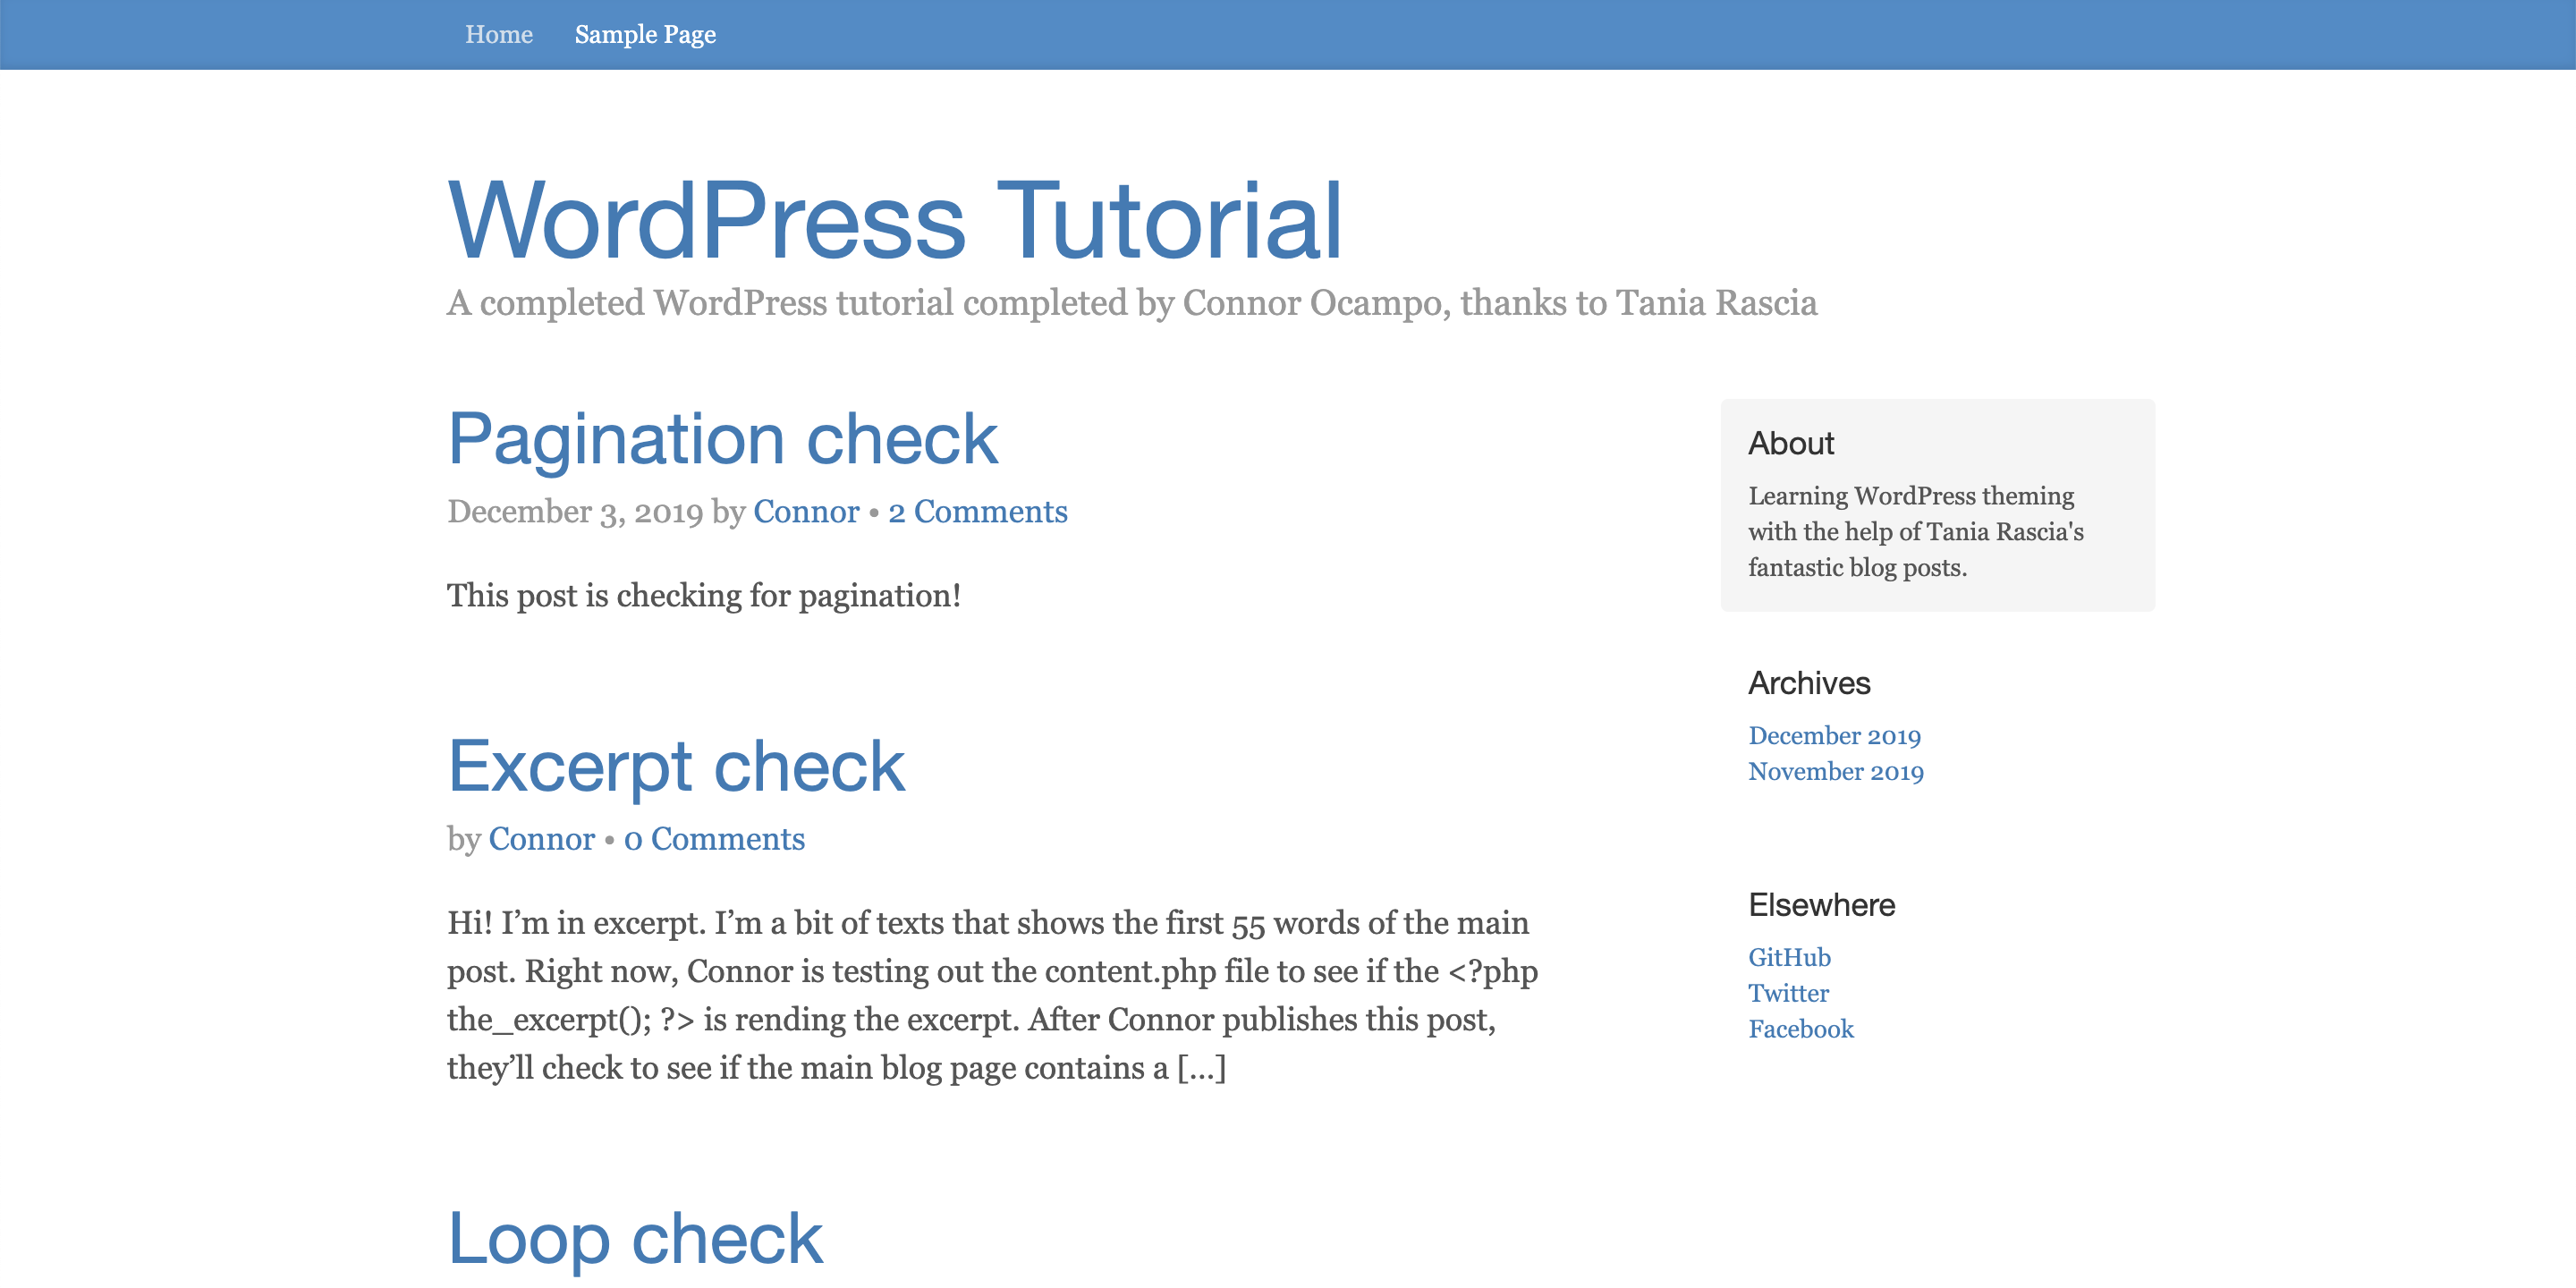 Home Sample Page
WordPress Tutorial
A completed WordPress tutorial completed by Connor Ocampo, thanks to Tania Rascia
Pagination check
December 3, 2019 by Connor • 2 Comments
This post is checking for pagination!
Excerpt check
by Connor • 0 Comments
Hi! I’m in excerpt. I’m a bit of texts that shows the first 55 words of the main
post. Right now, Connor is testing out the content.php file to see if the <?php
the_excerpt(); ?> is rending the excerpt. After Connor publishes this post,
they’ll check to see if the main blog page contains a […]
Loop check
About
Learning WordPress theming
with the help of Tania Rascia's
fantastic blog posts.
Archives
December 2019
November 2019
Elsewhere
GitHub
Twitter
Facebook